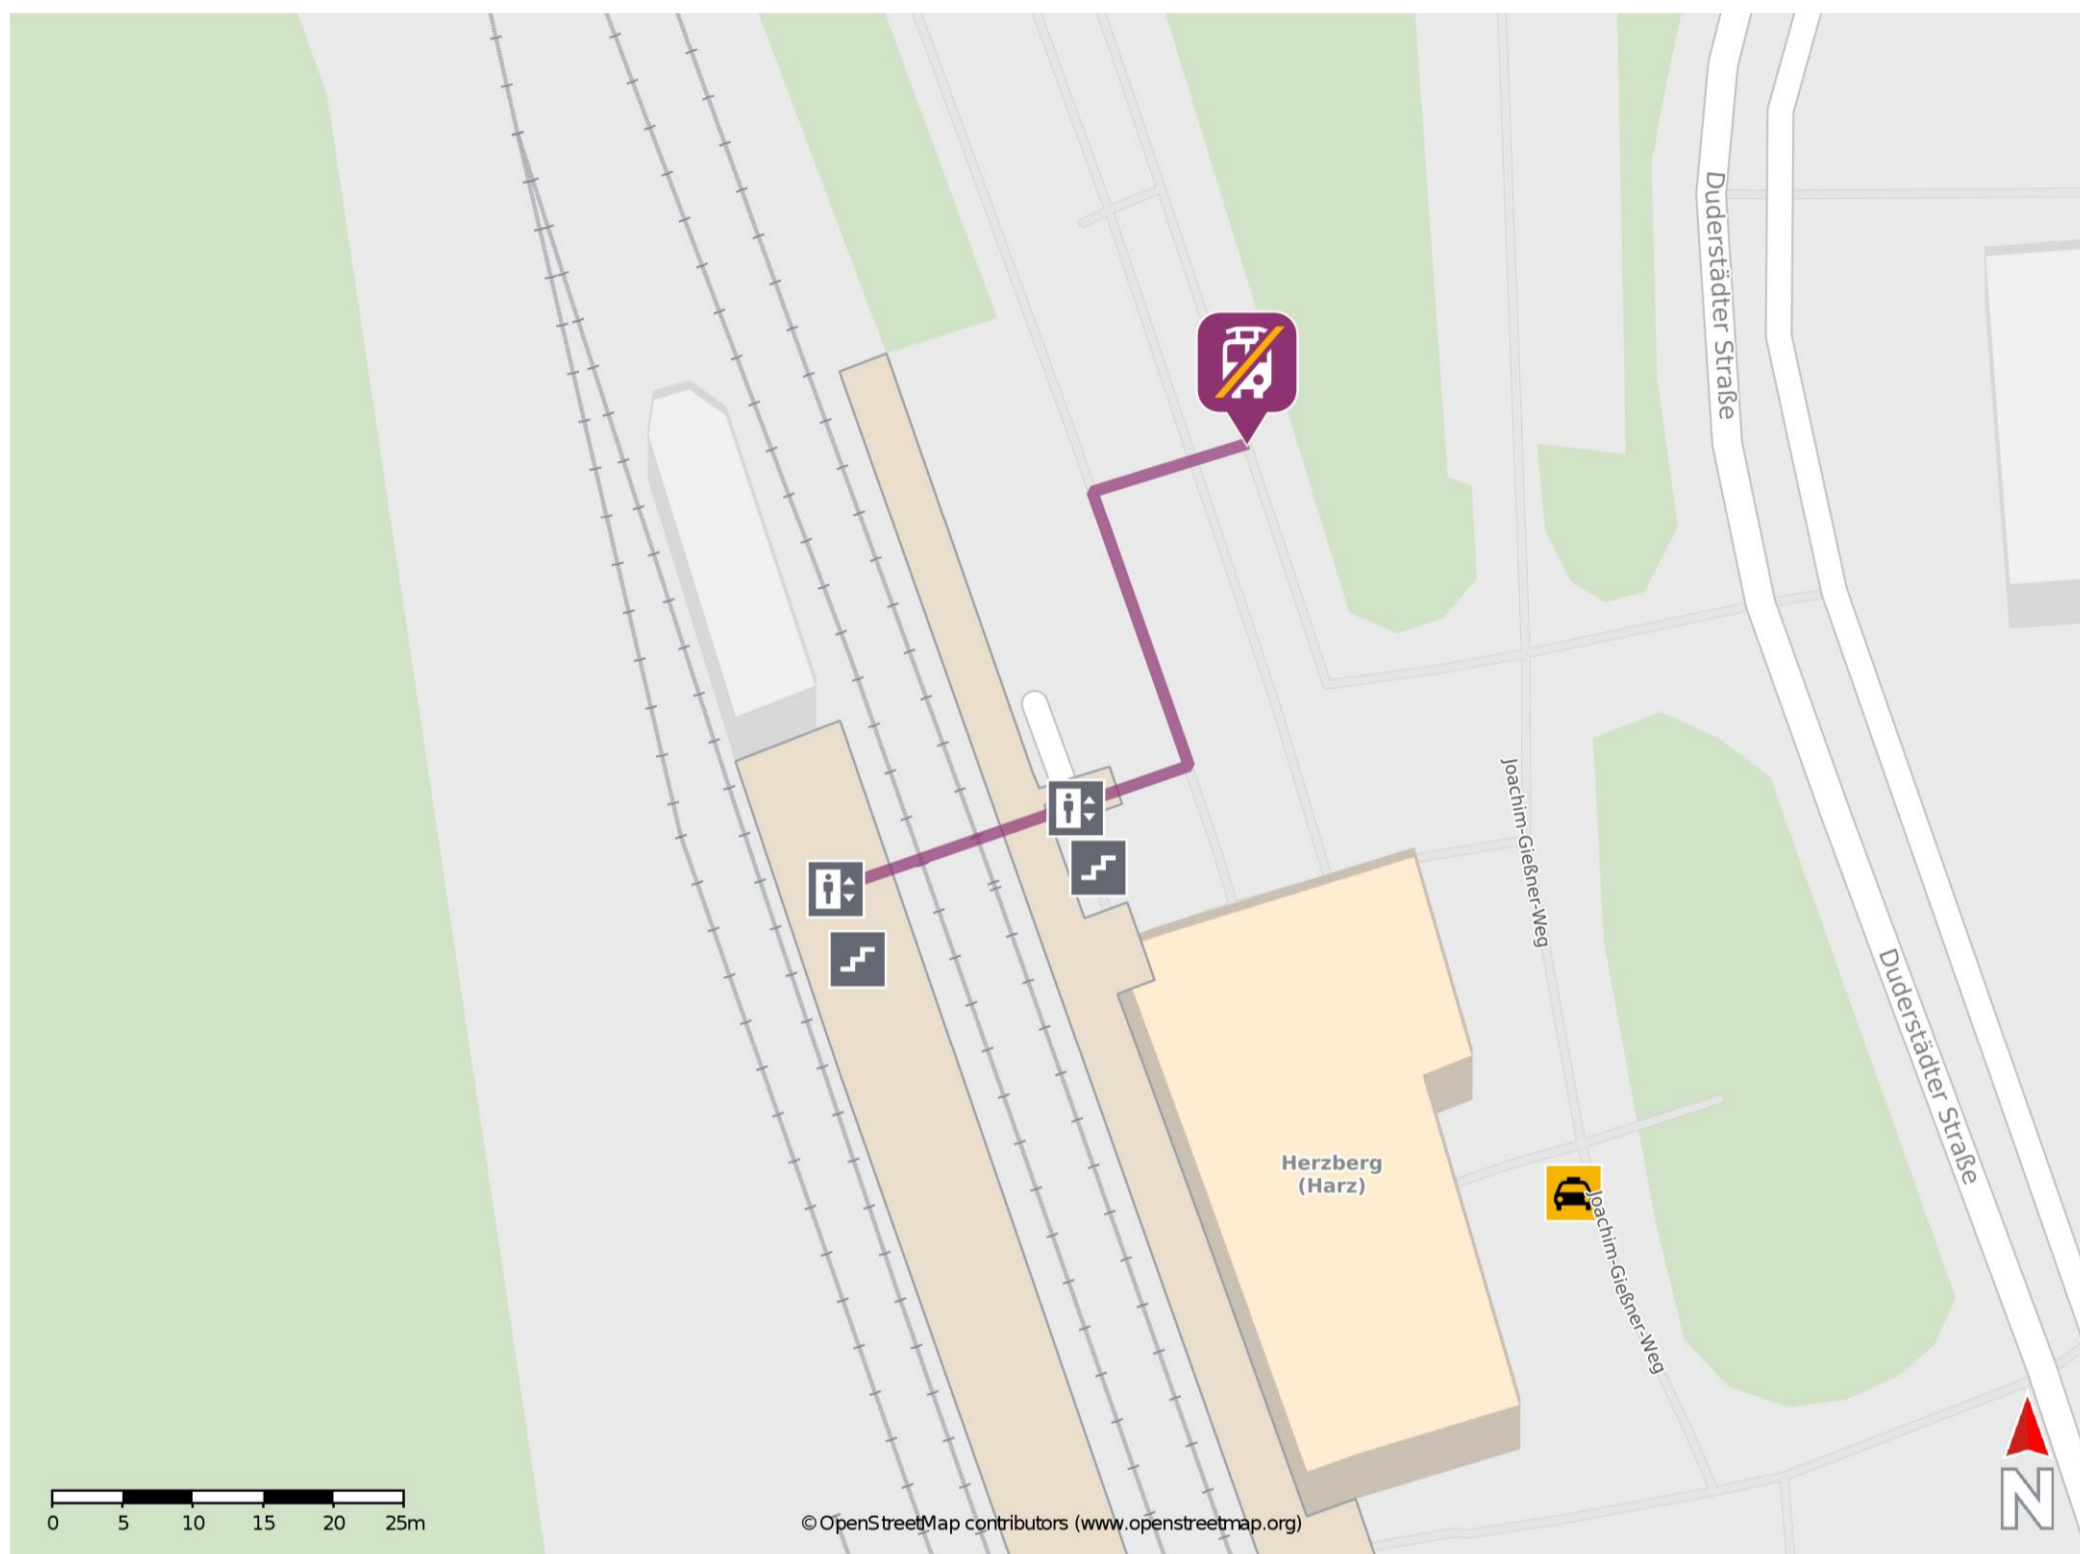 Duderstädter Straße
Joachim-Gießner-Weg
Duderstädter Straße
Herzberg
(Harz)
Joachim-Gießner-Weg
N
0 5 10 15 20 25m
© OpenStreetMap contributors (www.openstreetmap.org)